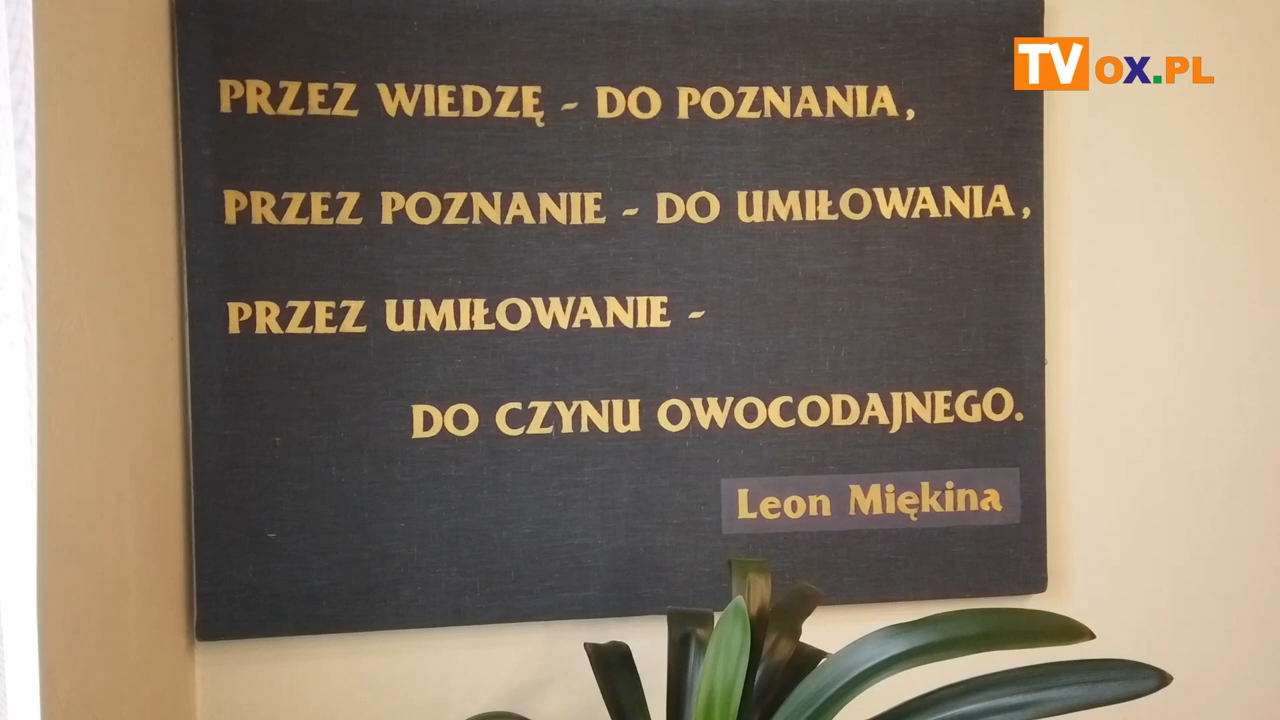 TVOX.PL
PRZEZ WIEDZĘ - DO POZNANIA,
PRZEZ POZNANIE - DO UMIŁOWANIA,
PRZEZ UMIŁOWANIE -
DO CZYNU OWOCODAJNEGO.
Leon Miękina